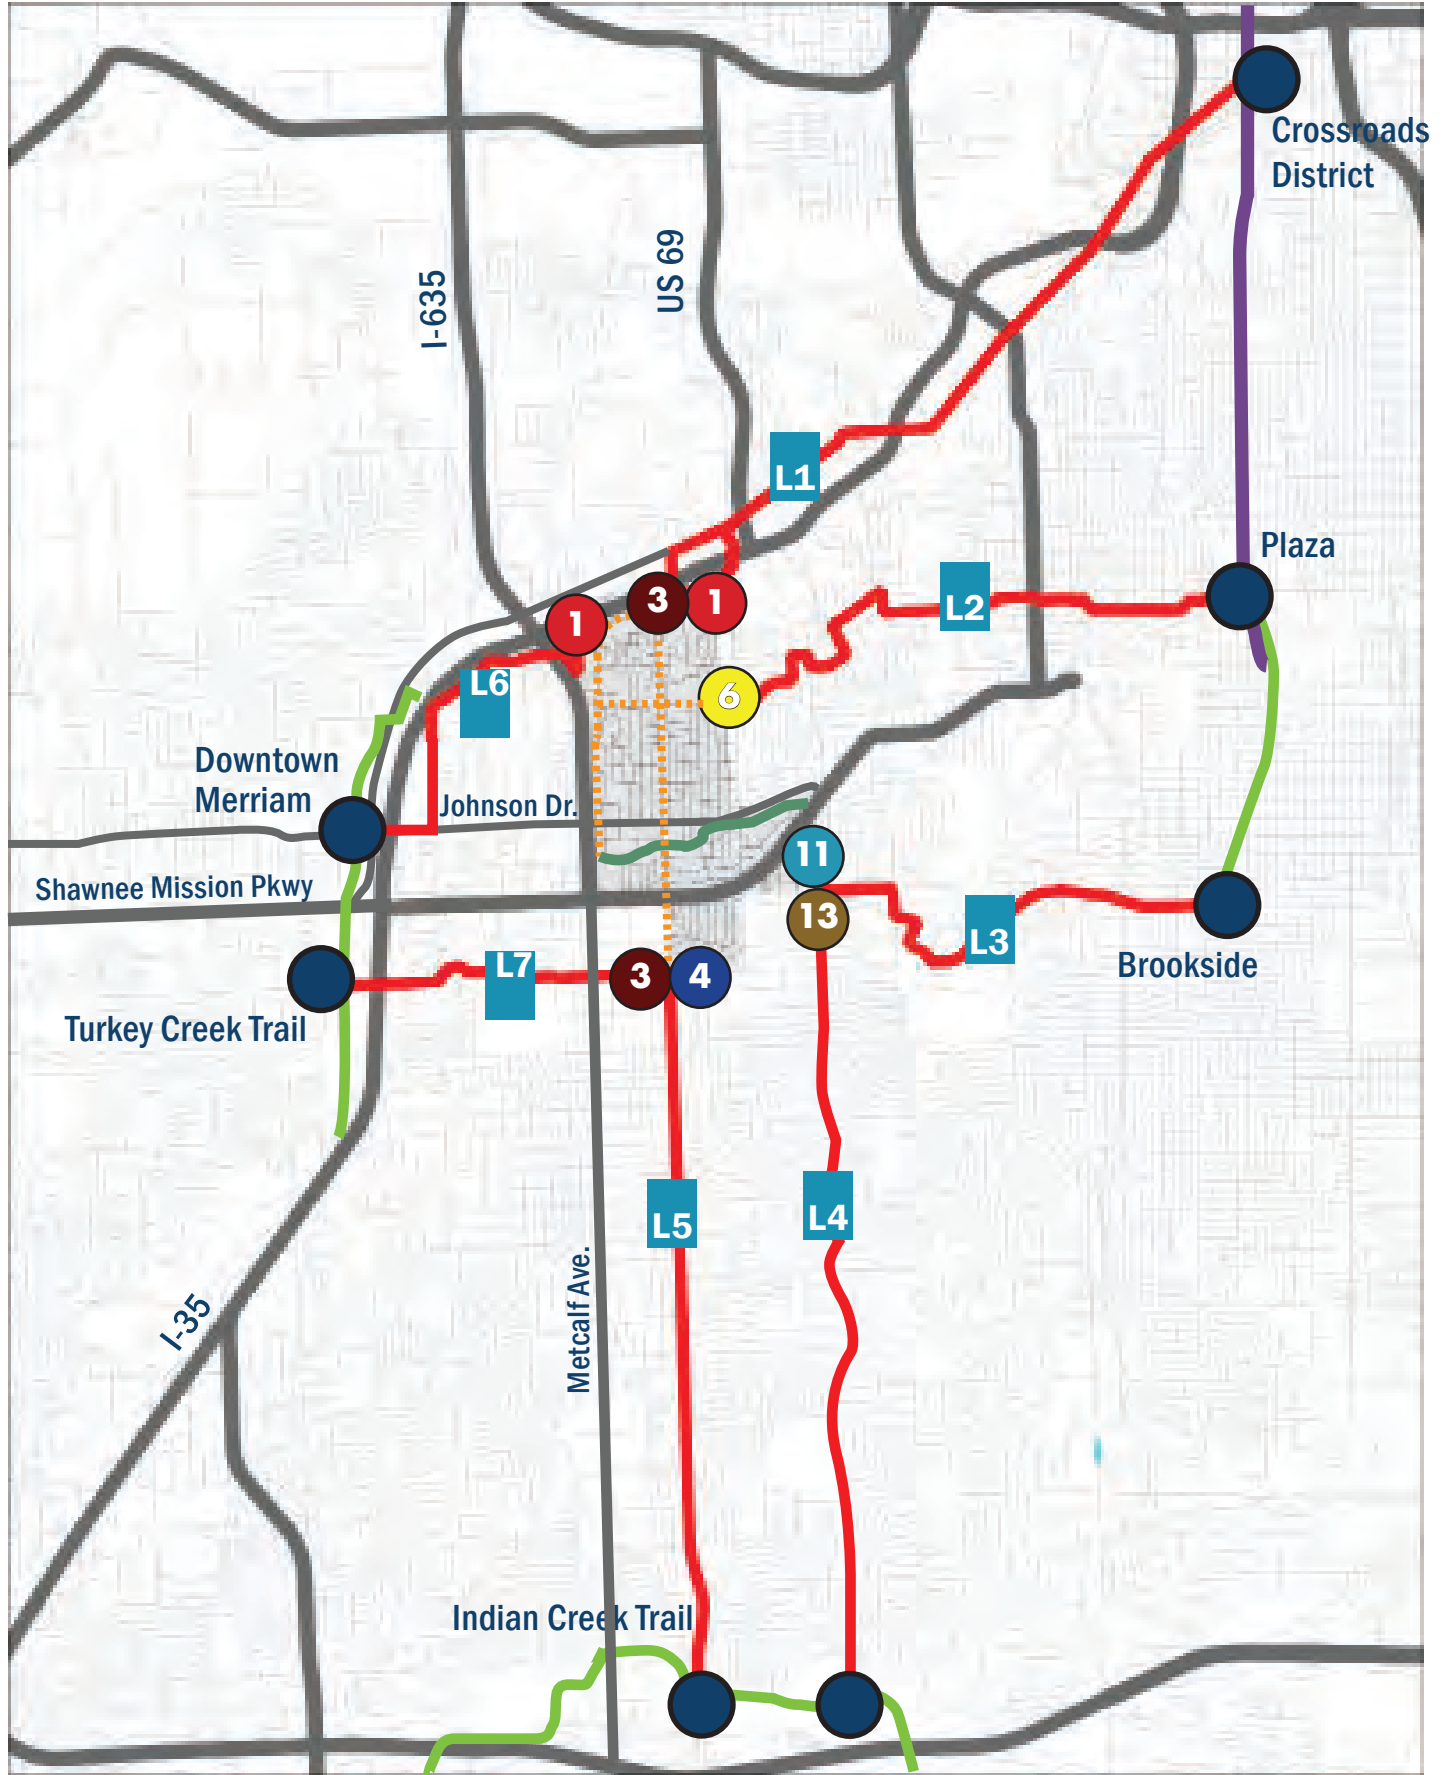 Crossroads
District
US 69
I-635
L1
Plaza
L2
3
1
1
L6
6
Downtown
Merriam
Johnson Dr.
11
Shawnee Mission Pkwy
13
L3
Brookside
L7
3
4
Turkey Creek Trail
L5
L4
I-35
Metcalf Ave.
Indian Creek Trail